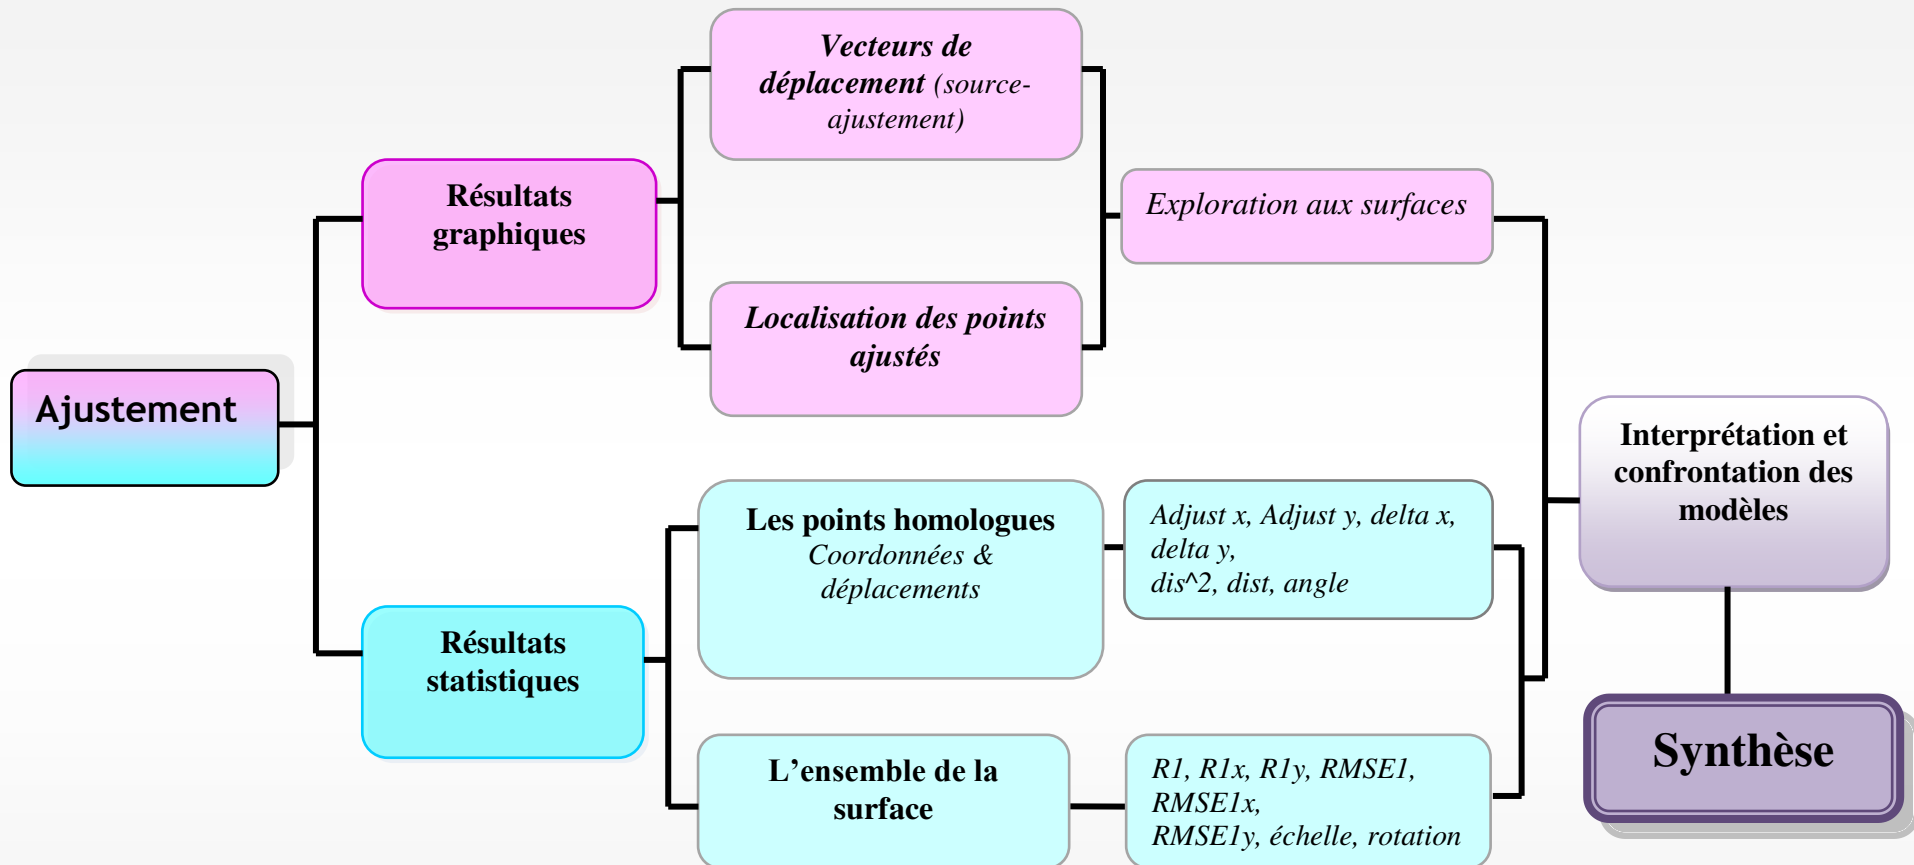 Ajustement
Résultats
graphiques
Vecteurs de
déplacement (source-
ajustement)
Localisation des points
ajustés
Exploration aux surfaces
Résultats
statistiques
Les points homologues
Coordonnées &
déplacements
Adjust x, Adjust y, delta x,
delta y,
dis^2, dist, angle
L’ensemble de la
surface
R1, R1x, R1y, RMSE1,
RMSE1x,
RMSE1y, échelle, rotation
Interprétation et
confrontation des
modèles
Synthèse